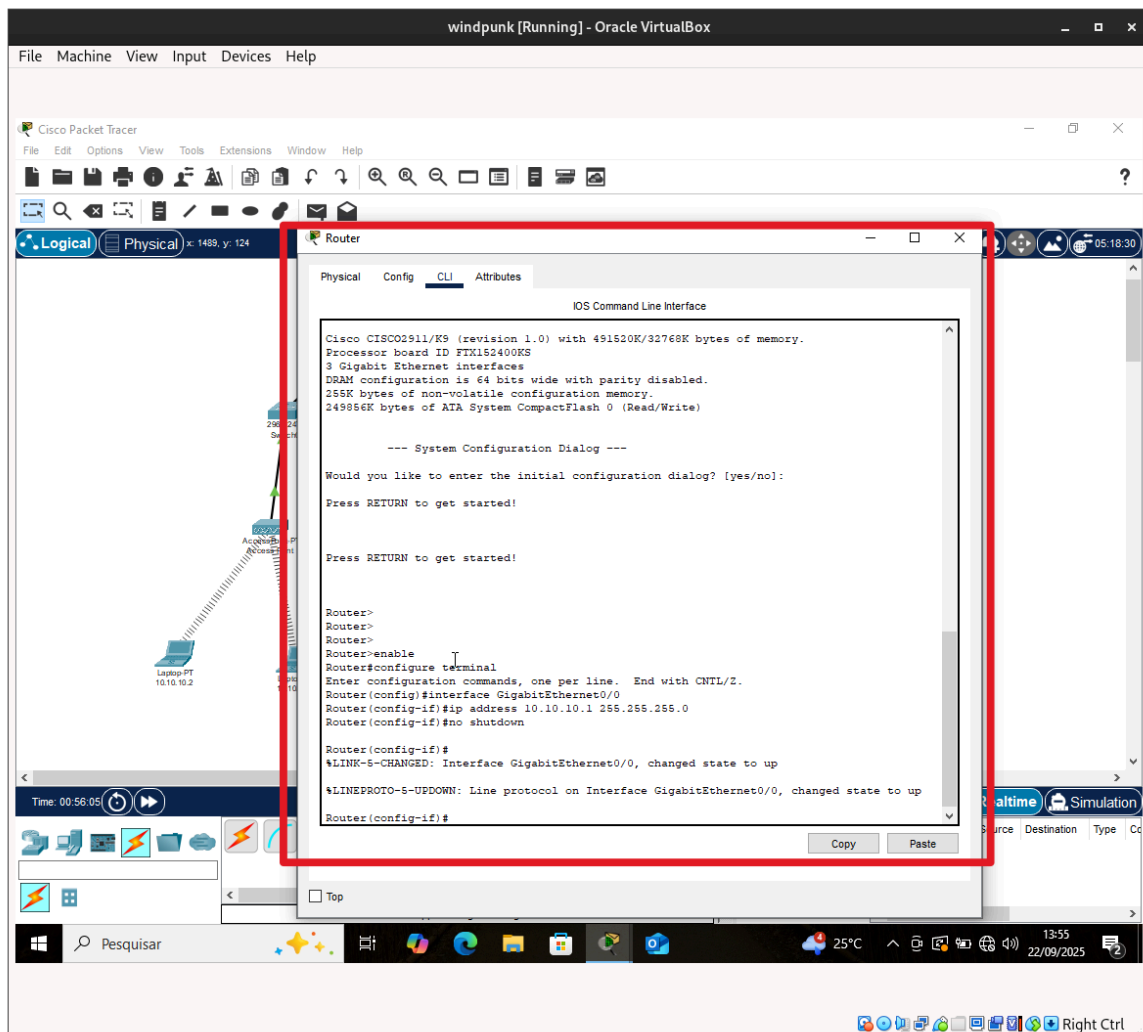 windpunk [Running] - Oracle VirtualBox
File Machine View Input Devices Help
Cisco Packet Tracer
File Edit Options View Tools Extensions Window Help
?
Logical Physical x: 1489, y: 124
05:18:30
Router
Physical Config CLI Attributes
IOS Command Line Interface
Cisco CISCO2911/K9 (revision 1.0) with 491520K/32768K bytes of memory.
Processor board ID FTX152400KS
3 Gigabit Ethernet interfaces
DRAM configuration is 64 bits wide with parity disabled.
255K bytes of non-volatile configuration memory.
249856K bytes of ATA System CompactFlash 0 (Read/Write)
--- System Configuration Dialog ---
Would you like to enter the initial configuration dialog? [yes/no]:
Press RETURN to get started!
Press RETURN to get started!
Router>
Router>
Router>
Router>enable
Router#configure terminal
Enter configuration commands, one per line. End with CNTL/Z.
Router(config)#interface GigabitEthernet0/0
Router(config-if)#ip address 10.10.10.1 255.255.255.0
Router(config-if)#no shutdown
Router(config-if)#
%LINK-5-CHANGED: Interface GigabitEthernet0/0, changed state to up
%LINEPROTO-5-UPDOWN: Line protocol on Interface GigabitEthernet0/0, changed state to up
Router(config-if)#
Copy Paste
Top
Laptop-PT
10.10.10.2
Time: 00:56:05
Simulation
Destination Type
Pesquisar
25°C
13:55
22/09/2025
2
Right Ctrl